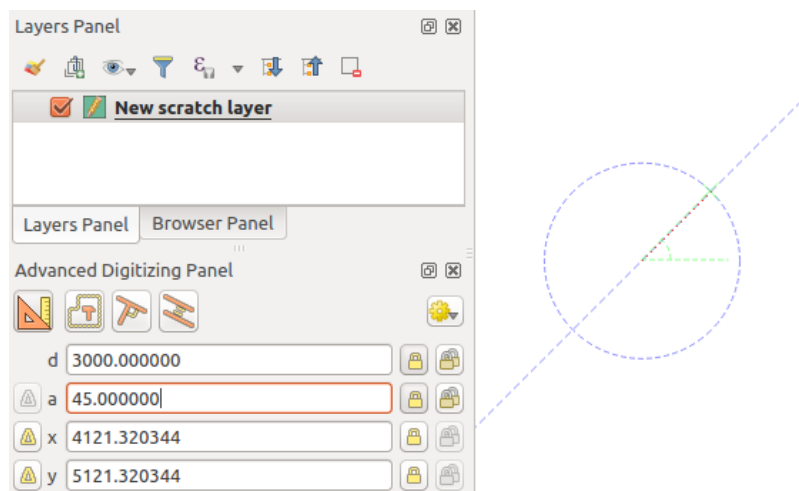 Layers Panel
New scratch layer
Layers Panel Browser Panel
Advanced Digitizing Panel
d 3000.000000
a 45.000000
x 4121.320344
y 5121.320344